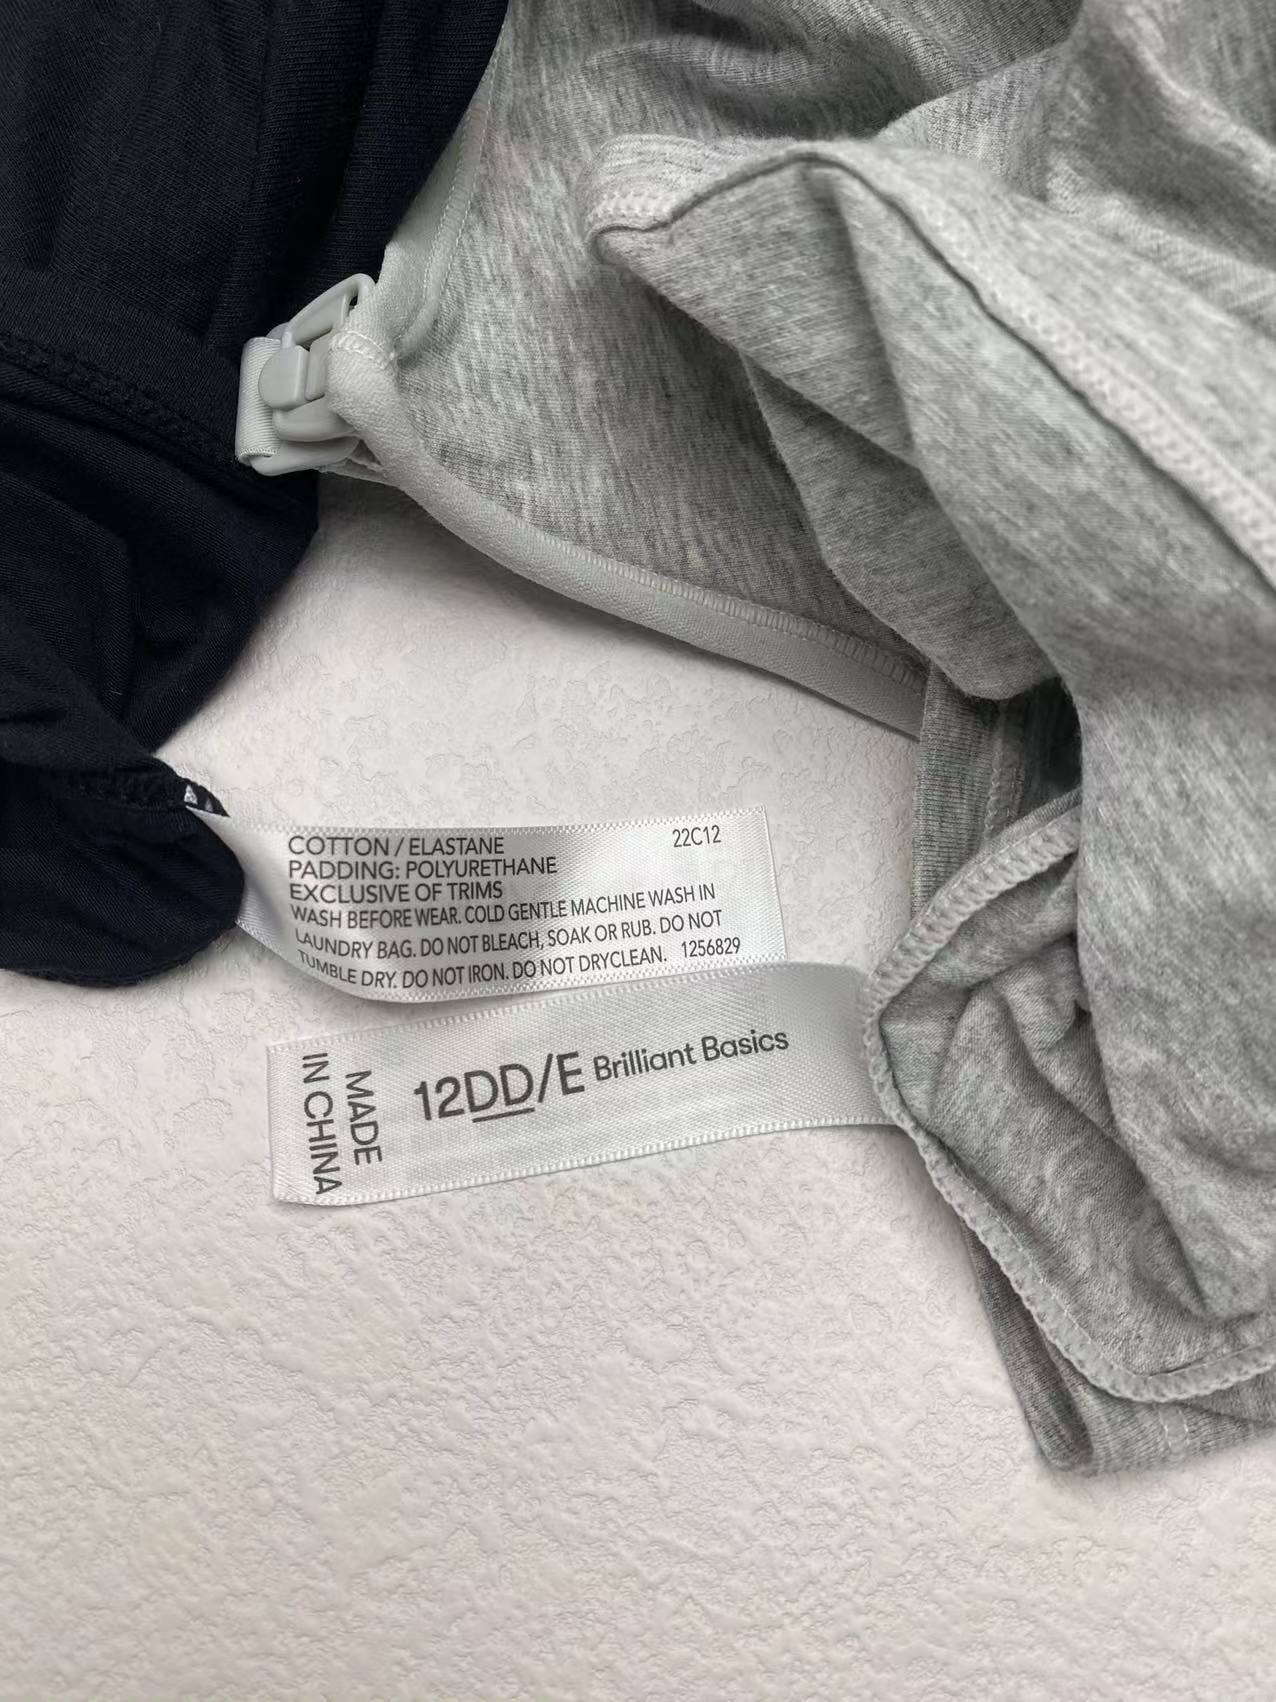 COTTON / ELASTANE 22C12
PADDING: POLYURETHANE
EXCLUSIVE OF TRIMS
WASH BEFORE WEAR. COLD GENTLE MACHINE WASH IN
LAUNDRY BAG. DO NOT BLEACH, SOAK OR RUB. DO NOT
TUMBLE DRY. DO NOT IRON. DO NOT DRYCLEAN. 1256829
MADE
IN CHINA
12DD/E Brilliant Basics